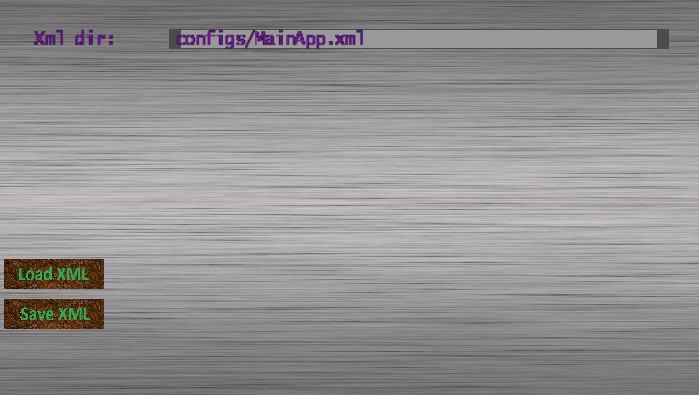 Xml dir: configs/MainApp.xml
Load XML
Save XML